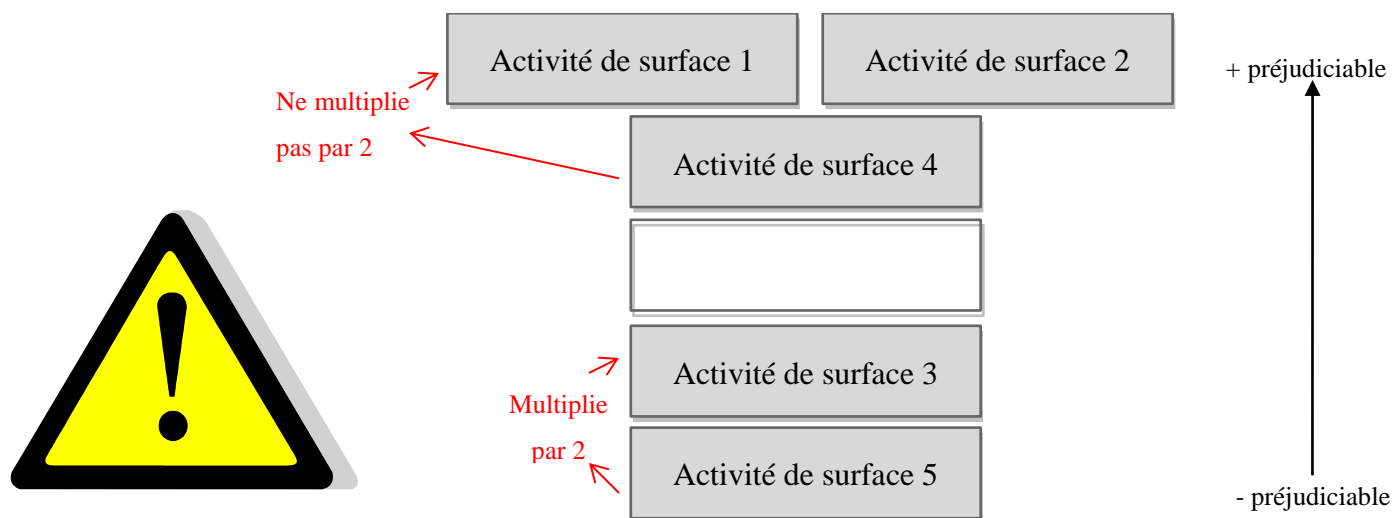 Activité de surface 1
Activité de surface 2
+ préjudiciable
Ne multiplie
pas par 2
Activité de surface 4
Activité de surface 3
Multiplie
par 2
Activité de surface 5
- préjudiciable